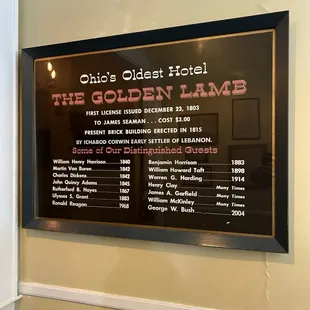 Ohio's Oldest Hotel
THE GOLDEN LAMB
FIRST LICENSE ISSUED DECEMBER 23, 1803
TO JAMES SEAMAN ... COST $3.00
PRESENT BRICK BUILDING ERECTED IN 1815
BY ICHABOD CORWIN EARLY SETTLER OF LEBANON.
Some of Our Distinguished Guests
William Henry Harrison 1840
Martin Van Buren 1842
Charles Dickens 1842
John Quincy Adams 1845
Rutherford B. Hayes 1867
Ulysses S. Grant 1883
Ronald Reagan 1968
Benjamin Harrison 1883
William Howard Taft 1898
Warren G. Harding 1914
Henry Clay Many Times
James A. Garfield Many Times
William McKinley Many Times
George W. Bush 2004